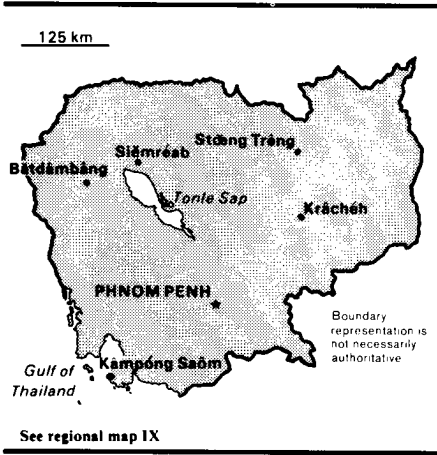 125 km
Stœng Trêng
Siĕmréab
Bătdâmbâng
Tonle Sap
Krâchéh
PHNOM PENH
Boundary
representation is
not necessarily
authoritative
Kâmpóng Saôm
Gulf of
Thailand
See regional map IX